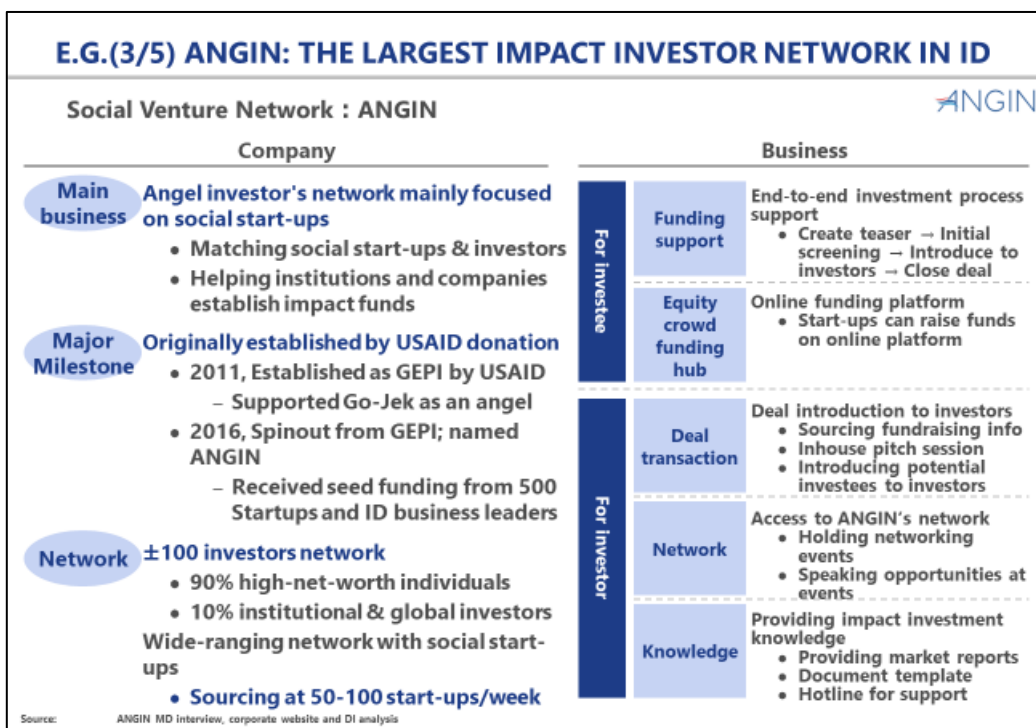 E.G.(3/5) ANGIN: THE LARGEST IMPACT INVESTOR NETWORK IN ID
Social Venture Network：ANGIN
ANGIN
Company
Main
business
Angel investor's network mainly focused
on social start-ups
• Matching social start-ups & investors
• Helping institutions and companies
establish impact funds
Major
Milestone
Originally established by USAID donation
• 2011, Established as GEPI by USAID
– Supported Go-Jek as an angel
• 2016, Spinout from GEPI; named
ANGIN
– Received seed funding from 500
Startups and ID business leaders
Network
±100 investors network
• 90% high-net-worth individuals
• 10% institutional & global investors
Wide-ranging network with social start-
ups
• Sourcing at 50-100 start-ups/week
Business
For investee
Funding
support
End-to-end investment process
support
• Create teaser → Initial
screening → Introduce to
investors → Close deal
Equity
crowd
funding
hub
Online funding platform
• Start-ups can raise funds
on online platform
For investor
Deal
transaction
Deal introduction to investors
• Sourcing fundraising info
• Inhouse pitch session
• Introducing potential
investees to investors
Network
Access to ANGIN's network
• Holding networking
events
• Speaking opportunities at
events
Knowledge
Providing impact investment
knowledge
• Providing market reports
• Document template
• Hotline for support
Source: ANGIN MD interview, corporate website and DI analysis